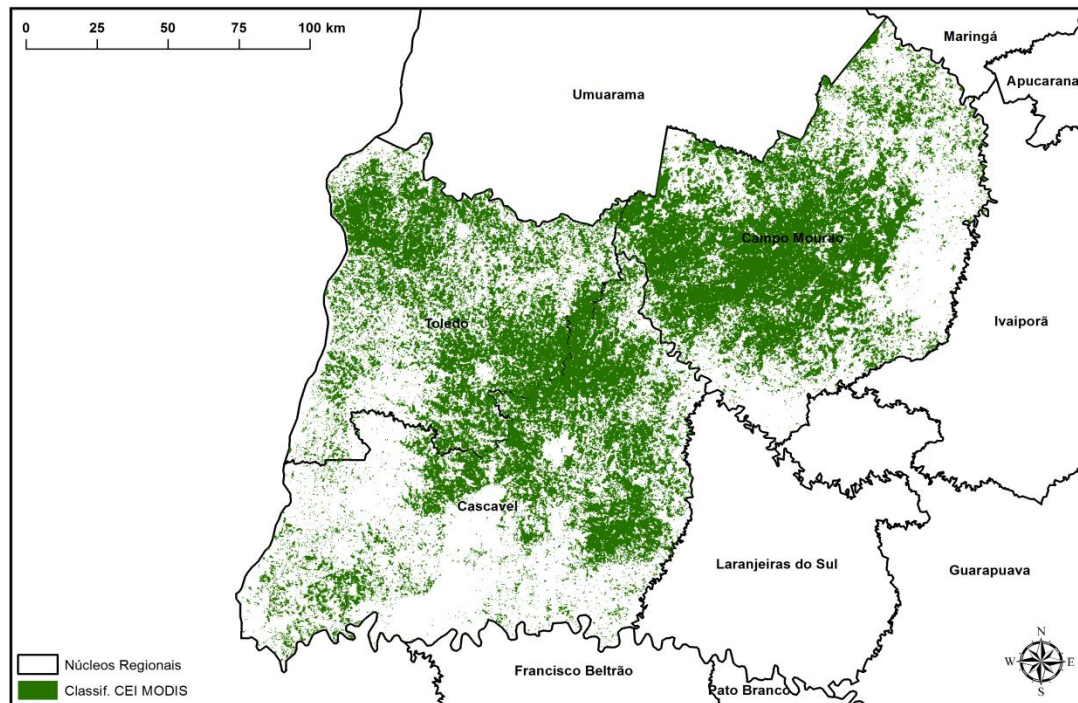 0 25 50 75 100 km
Maringá
Apucarana
Umuarama
Campo Mourão
Ivaiporã
Toledo
Cascavel
Laranjeiras do Sul
Guarapuava
Francisco Beltrão
Pato Branco
Núcleos Regionais
Classif. CEI MODIS
N
W E
S